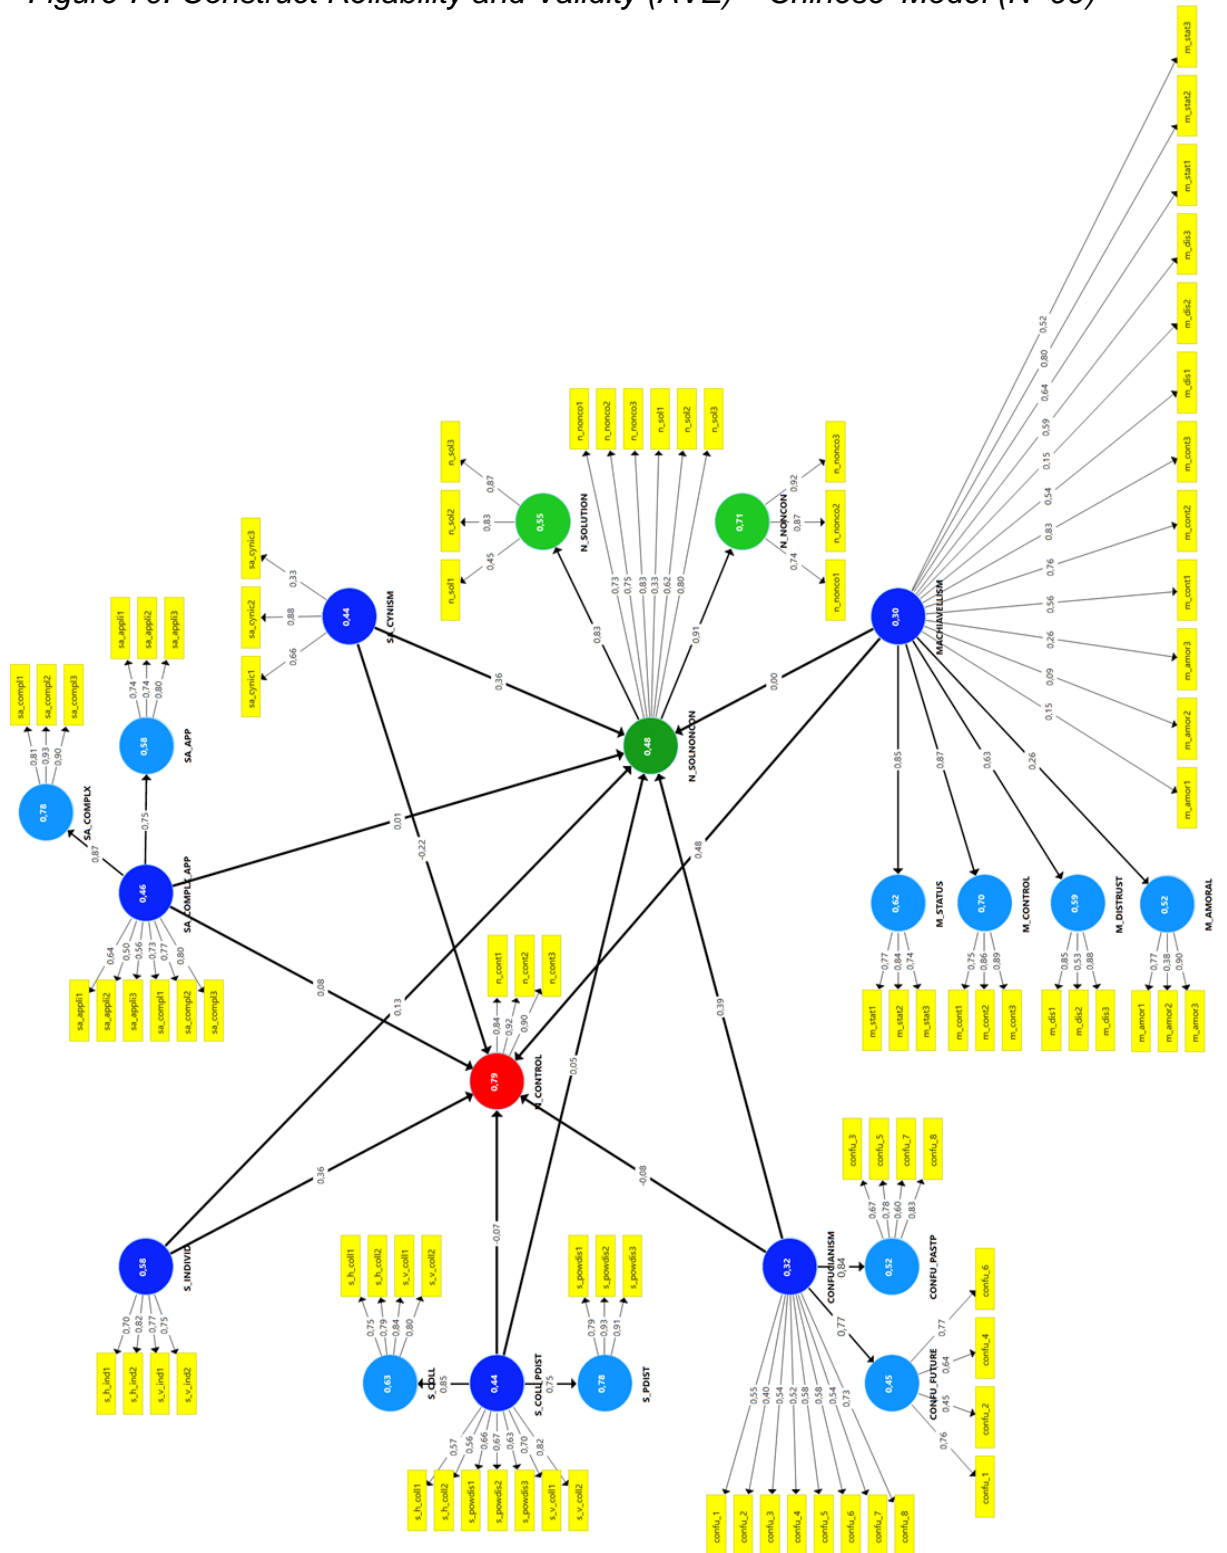 Construct Reliability and Validity (AVE) Chinese Model
sa_compl1
sa_compl2
sa_compl3
0,81
0,93
0,90
0,78
SA_COMPLX
0,87
sa_appli1
sa_appli2
sa_appli3
0,74
0,74
0,80
0,58
SA_APP
0,75
0,46
SA_COMPLX_APP
0,64
0,50
0,56
0,73
0,77
0,80
sa_appli1
sa_appli2
sa_appli3
sa_compl1
sa_compl2
sa_compl3
sa_cynic3
sa_cynic2
sa_cynic1
0,33
0,88
0,66
0,44
SA_CYNISM
0,36
-0,22
0,01
0,08
0,13
0,36
n_sol3
n_sol2
n_sol1
0,87
0,83
0,45
0,55
N_SOLUTION
0,83
n_nonco1
n_nonco2
n_nonco3
n_sol1
n_sol2
n_sol3
0,73
0,75
0,83
0,33
0,62
0,80
0,48
N_SOLNONCON
0,91
0,71
N_NONCON
0,92
0,87
0,74
n_nonco3
n_nonco2
n_nonco1
0,00
0,48
0,30
MACHIAVELLISM
m_stat3
m_stat2
m_stat1
m_dis3
m_dis2
m_dis1
m_cont3
m_cont2
m_cont1
m_amor3
m_amor2
m_amor1
0,52
0,80
0,64
0,59
0,15
0,54
0,83
0,76
0,56
0,26
0,09
0,15
0,85
0,87
0,63
0,26
0,62
M_STATUS
0,77
0,84
0,74
m_stat1
m_stat2
m_stat3
0,70
M_CONTROL
0,75
0,86
0,89
m_cont1
m_cont2
m_cont3
0,59
M_DISTRUST
0,85
0,53
0,88
m_dis1
m_dis2
m_dis3
0,52
M_AMORAL
0,77
0,38
0,90
m_amor1
m_amor2
m_amor3
n_cont1
n_cont2
n_cont3
0,84
0,92
0,90
0,79
N_CONTROL
-0,07
0,05
-0,08
0,39
0,58
S_INDIVID
0,70
0,82
0,77
0,75
s_h_ind1
s_h_ind2
s_v_ind1
s_v_ind2
s_h_coll1
s_h_coll2
s_v_coll1
s_v_coll2
0,75
0,79
0,84
0,80
0,63
S_COLL
0,85
0,44
S_COLL_PDIST
0,75
s_powdis1
s_powdis2
s_powdis3
0,79
0,93
0,91
0,78
S_PDIST
0,57
0,56
0,66
0,67
0,63
0,70
0,82
s_h_coll1
s_h_coll2
s_powdis1
s_powdis2
s_powdis3
s_v_coll1
s_v_coll2
0,32
CONFUCIANISM
0,84
0,77
confu_3
confu_5
confu_7
confu_8
0,67
0,78
0,60
0,83
0,52
CONFU_PASTP
0,45
CONFU_FUTURE
0,77
0,64
0,45
0,76
confu_6
confu_4
confu_2
confu_1
0,55
0,40
0,54
0,52
0,58
0,58
0,54
0,73
confu_1
confu_2
confu_3
confu_4
confu_5
confu_6
confu_7
confu_8